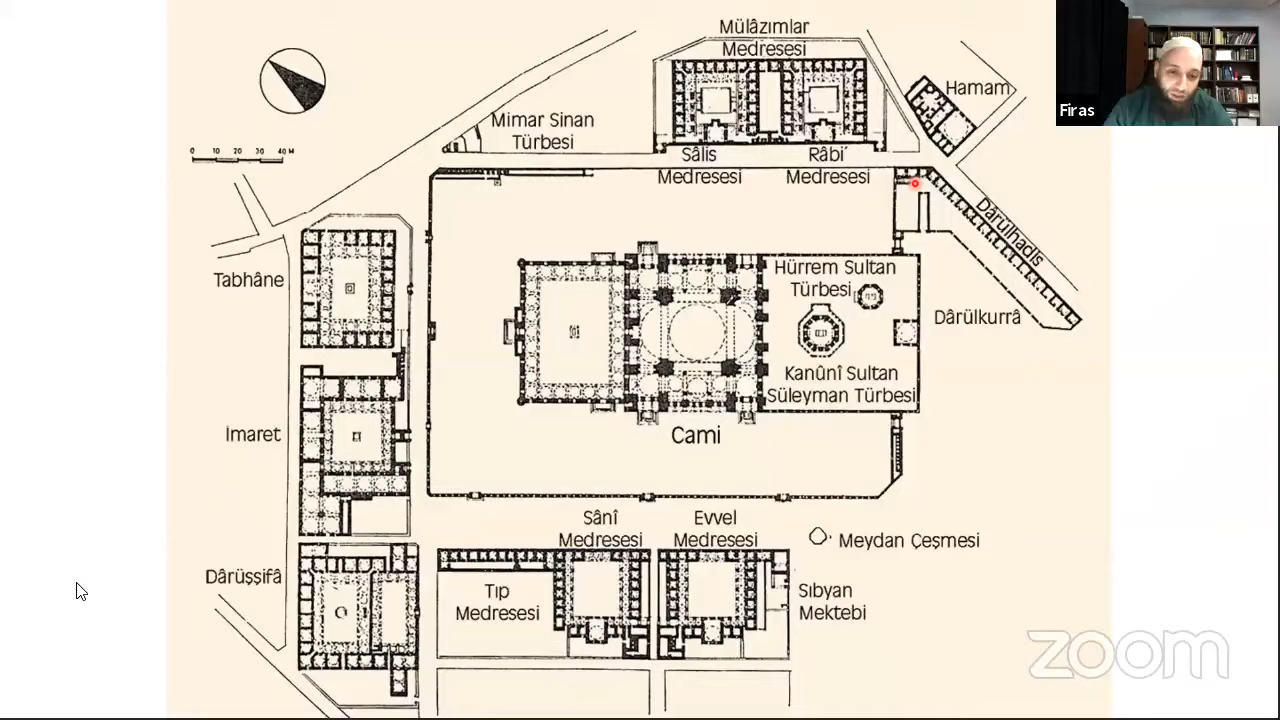 Mülâzımlar
Medresesi
Hamam
Firas
Mimar Sinan
Türbesi
0 10 20 30 40 M
Sâlis
Medresesi
Râbi´
Medresesi
Dârülhadis
Tabhâne
Hürrem Sultan
Türbesi
Dârülkurrâ
Kanûnî Sultan
Süleyman Türbesi
İmaret
Cami
Sânî
Medresesi
Evvel
Medresesi
Meydan Çeşmesi
Dârüşşifâ
Tıp
Medresesi
Sıbyan
Mektebi
zoom